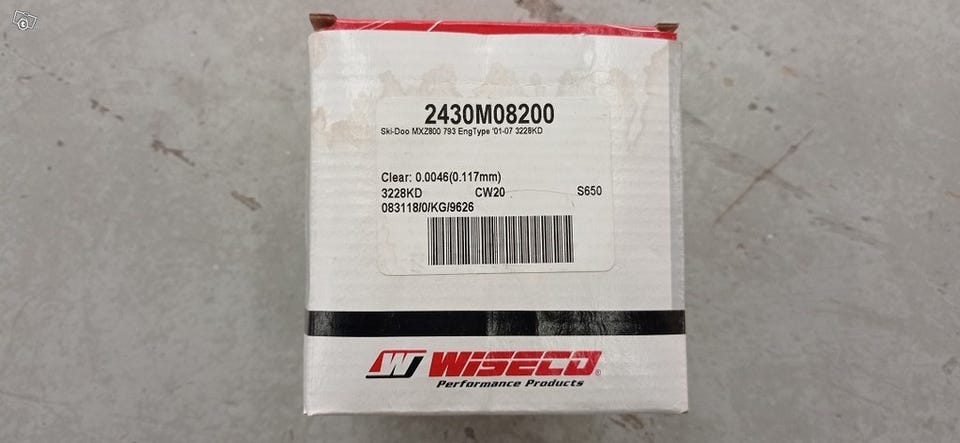 2430M08200
Ski-Doo MXZ800 793 EngType '01-07 3228KD
Clear: 0.0046(0.117mm)
3228KD CW20 S650
083118/0/KG/9626
W WISECO®
Performance Products